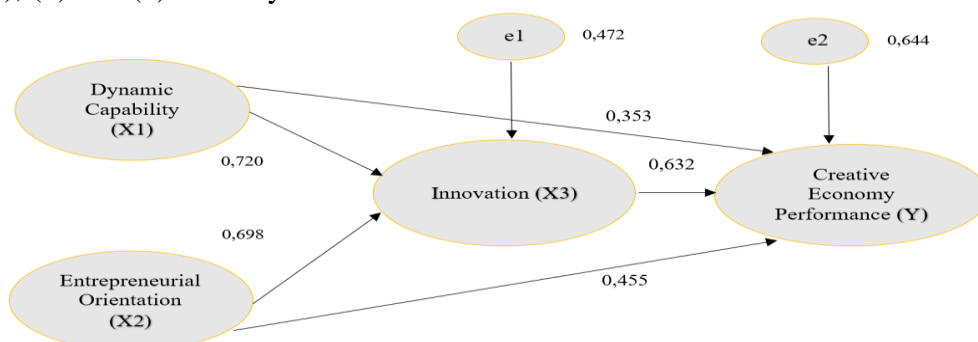 e1
0,472
e2
0,644
Dynamic
Capability
(X1)
0,353
0,720
Innovation (X3)
0,632
Creative
Economy
Performance (Y)
0,698
Entrepreneurial
Orientation
(X2)
0,455